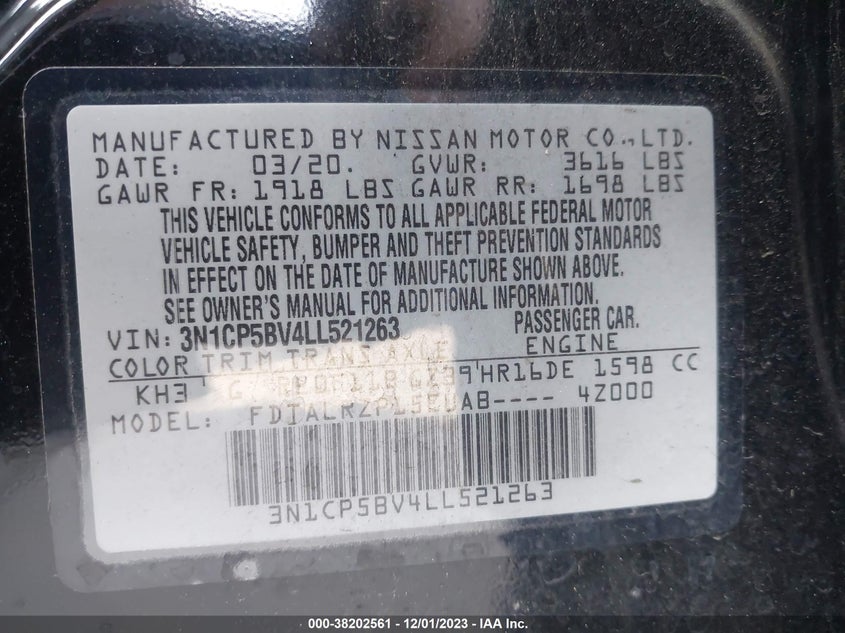 MANUFACTURED BY NISSAN MOTOR CO.,LTD.
DATE: 03/20. GVWR: 3616 LBS
GAWR FR: 1918 LBS GAWR RR: 1698 LBS
THIS VEHICLE CONFORMS TO ALL APPLICABLE FEDERAL MOTOR
VEHICLE SAFETY, BUMPER AND THEFT PREVENTION STANDARDS
IN EFFECT ON THE DATE OF MANUFACTURE SHOWN ABOVE.
SEE OWNER'S MANUAL FOR ADDITIONAL INFORMATION.
VIN: 3N1CP5BV4LL521263 PASSENGER CAR.
COLOR TRIM TRANS AXLE ENGINE
KH3 HR16DE 1598 CC
MODEL: 4Z000
3N1CP5BV4LL521263
000-38202561 - 12/01/2023 - IAA Inc.